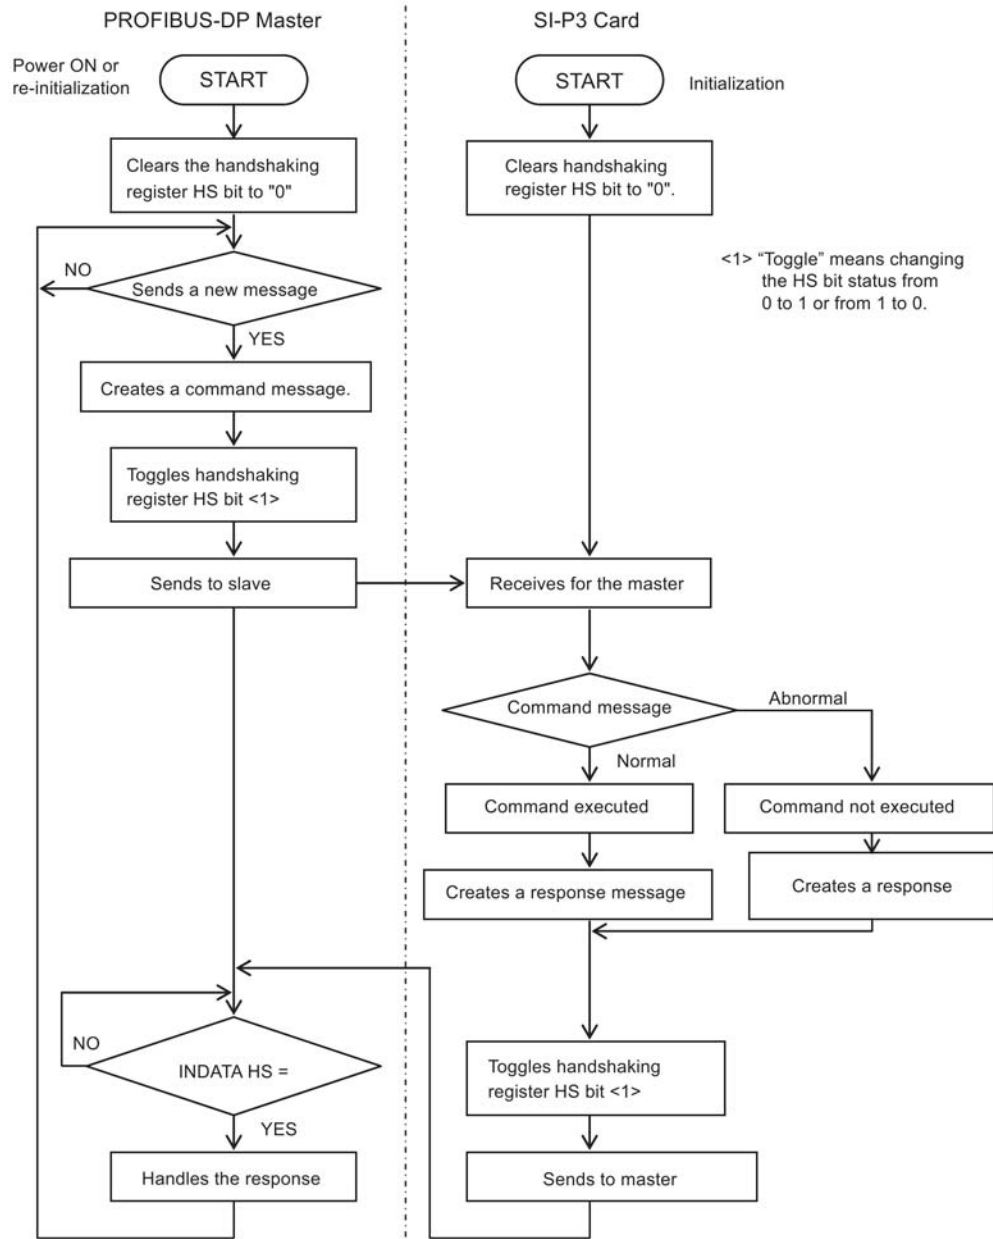 PROFIBUS-DP Master
SI-P3 Card
Power ON or
re-initialization
START
START
Initialization
Clears the handshaking
register HS bit to "0"
Clears handshaking
register HS bit to "0".
<1> “Toggle” means changing
the HS bit status from
0 to 1 or from 1 to 0.
NO
Sends a new message
YES
Creates a command message.
Toggles handshaking
register HS bit <1>
Sends to slave
Receives for the master
Command message
Abnormal
Normal
Command executed
Command not executed
Creates a response message
Creates a response
NO
INDATA HS =
YES
Toggles handshaking
register HS bit <1>
Handles the response
Sends to master